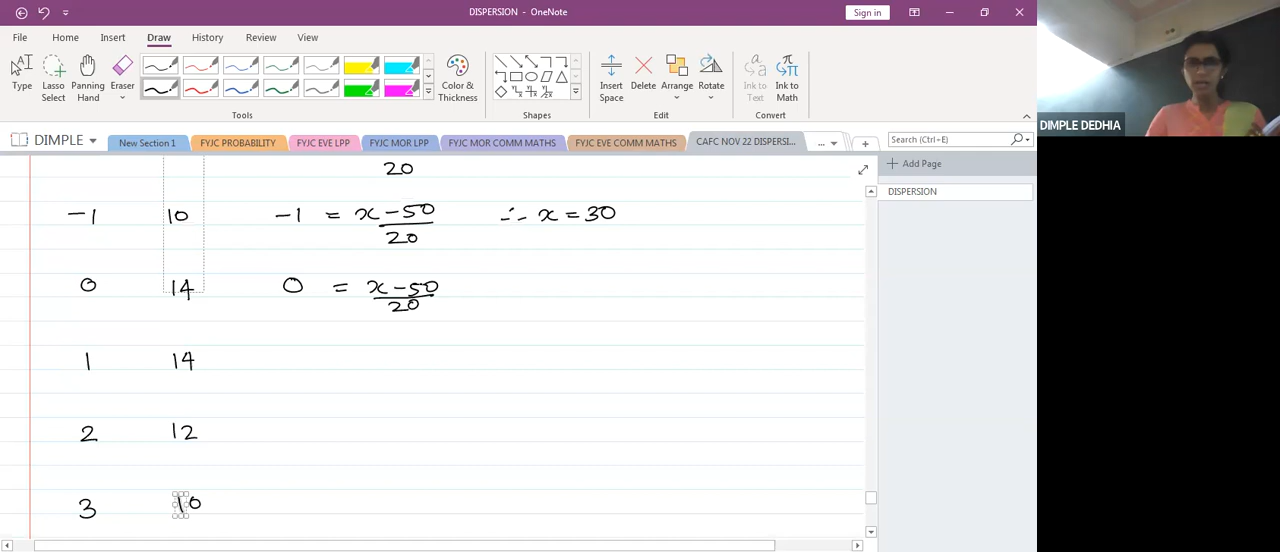 DISPERSION - OneNote
Sign in
File Home Insert Draw History Review View
Type
Lasso Select
Panning Hand
Eraser
Color & Thickness
Insert Space
Delete
Arrange
Rotate
Ink to Text
Ink to Math
Tools
Shapes
Edit
Convert
DIMPLE DEDHIA
DIMPLE
New Section 1
FYJC PROBABILITY
FYJC EVE LPP
FYJC MOR LPP
FYJC MOR COMM MATHS
FYJC EVE COMM MATHS
CAFC NOV 22 DISPERSI...
...
Search (Ctrl+E)
Add Page
DISPERSION
20
-1 10 -1 = x-50 ∴ x = 30
20
0 14 0 = x-50
20
1 14
2 12
3 10